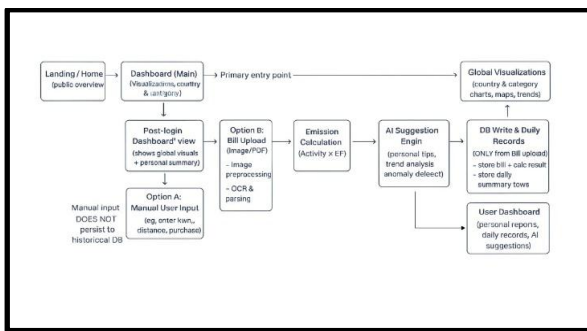 Landing / Home
(public overview)
Dashboard (Main)
(Visualizations, country
& untigony)
Primary entry point
Global Visualizations
(country & category
charts, maps, trends)
Post-login
Dashboard' view
(shows global visuals
+ personal summary)
Option B:
Bill Upload
(Image/PDF)
- Image
preprocessing
- OCR &
parsing
Emission
Calculation
(Activity × EF)
AI Suggestion
Engin
(personal tips,
trend analysis
anomaly deleect)
DB Write & Daily
Records
(ONLY from Bill upload)
- store bill + calc result
- store daily
summary tows
Option A:
Manual User Input
(eg, enter kwn,,
distance, purchase)
Manual input
DOES NOT
persist to
historiccal DB
User Dashboard
(personal reports,
daily records, AI
suggestions)